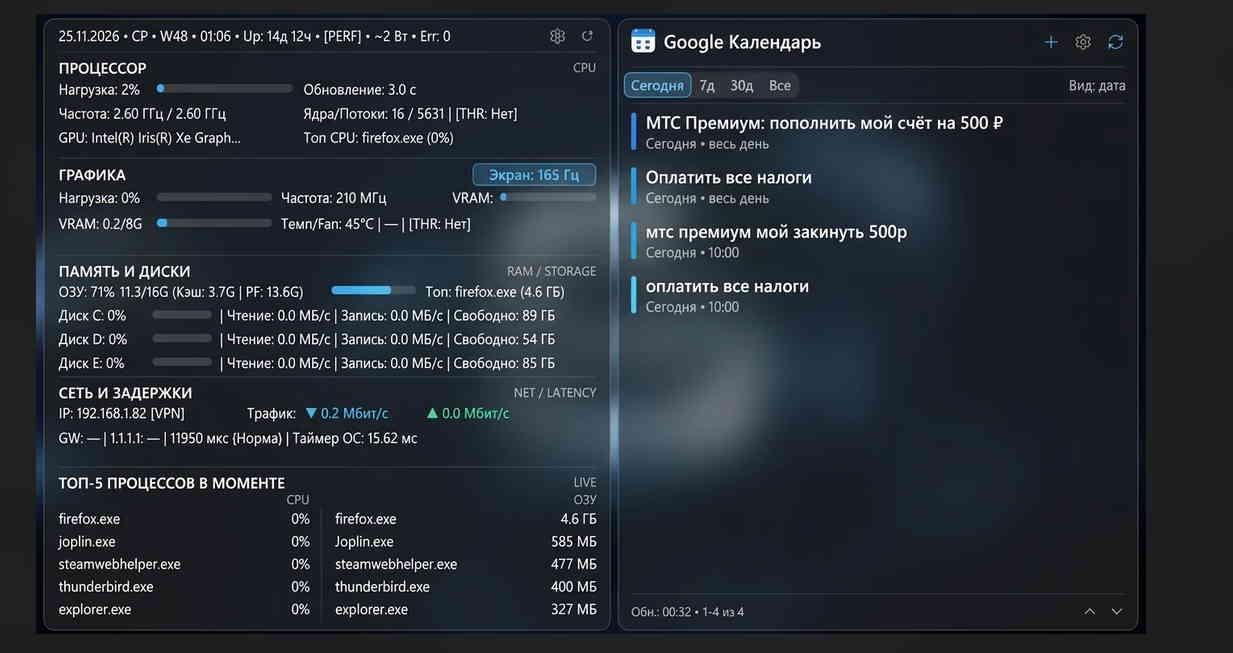 25.11.2026 • СР • W48 • 01:06 • Up: 14д 12ч • [PERF] • ~2 Вт • Err: 0
ПРОЦЕССОР CPU
Нагрузка: 2% Обновление: 3.0 с
Частота: 2.60 ГГц / 2.60 ГГц Ядра/Потоки: 16 / 5631 | [THR: Нет]
GPU: Intel(R) Iris(R) Xe Graph... Топ CPU: firefox.exe (0%)
ГРАФИКА Экран: 165 Гц
Нагрузка: 0% Частота: 210 МГц VRAM:
VRAM: 0.2/8G Темп/Fan: 45°C | — | [THR: Нет]
ПАМЯТЬ И ДИСКИ RAM / STORAGE
ОЗУ: 71% 11.3/16G (Кэш: 3.7G | PF: 13.6G) Топ: firefox.exe (4.6 ГБ)
Диск C: 0% | Чтение: 0.0 МБ/с | Запись: 0.0 МБ/с | Свободно: 89 ГБ
Диск D: 0% | Чтение: 0.0 МБ/с | Запись: 0.0 МБ/с | Свободно: 54 ГБ
Диск E: 0% | Чтение: 0.0 МБ/с | Запись: 0.0 МБ/с | Свободно: 85 ГБ
СЕТЬ И ЗАДЕРЖКИ NET / LATENCY
IP: 192.168.1.82 [VPN] Трафик: ▼ 0.2 Мбит/с ▲ 0.0 Мбит/с
GW: — | 1.1.1.1: — | 11950 мкс {Норма) | Таймер ОС: 15.62 мс
ТОП-5 ПРОЦЕССОВ В МОМЕНТЕ LIVE
CPU ОЗУ
firefox.exe 0% firefox.exe 4.6 ГБ
joplin.exe 0% Joplin.exe 585 МБ
steamwebhelper.exe 0% steamwebhelper.exe 477 МБ
thunderbird.exe 0% thunderbird.exe 400 МБ
explorer.exe 0% explorer.exe 327 МБ
Google Календарь
Сегодня 7д 30д Все Вид: дата
МТС Премиум: пополнить мой счёт на 500 ₽
Сегодня • весь день
Оплатить все налоги
Сегодня • весь день
мтс премиум мой закинуть 500р
Сегодня • 10:00
оплатить все налоги
Сегодня • 10:00
Обн.: 00:32 • 1-4 из 4